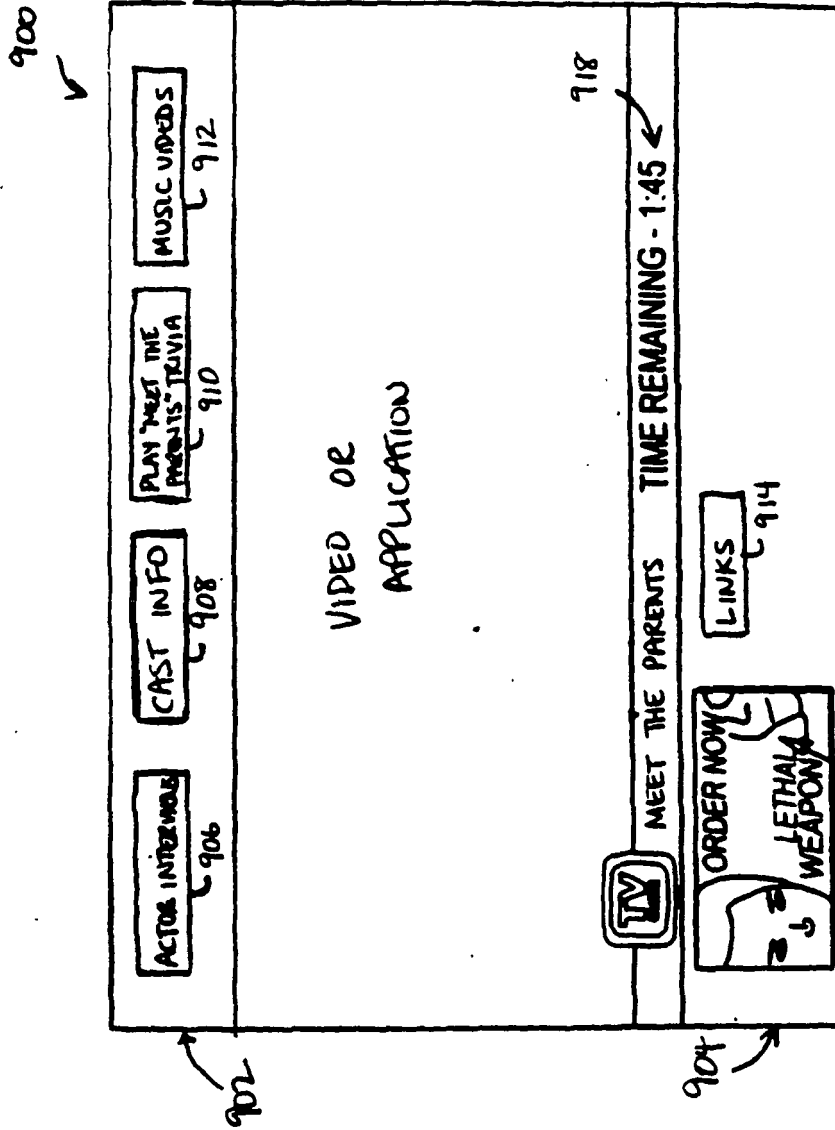 900
ACTOR INTERVIEWS
CAST INFO
PLAY "MEET THE
PARENTS" TRIVIA
MUSIC VIDEOS
906
908
910
912
902
VIDEO OR
APPLICATION
TV
MEET THE PARENTS TIME REMAINING - 1:45
918
ORDER NOW
LETHAL
WEAPON 4
LINKS
914
904